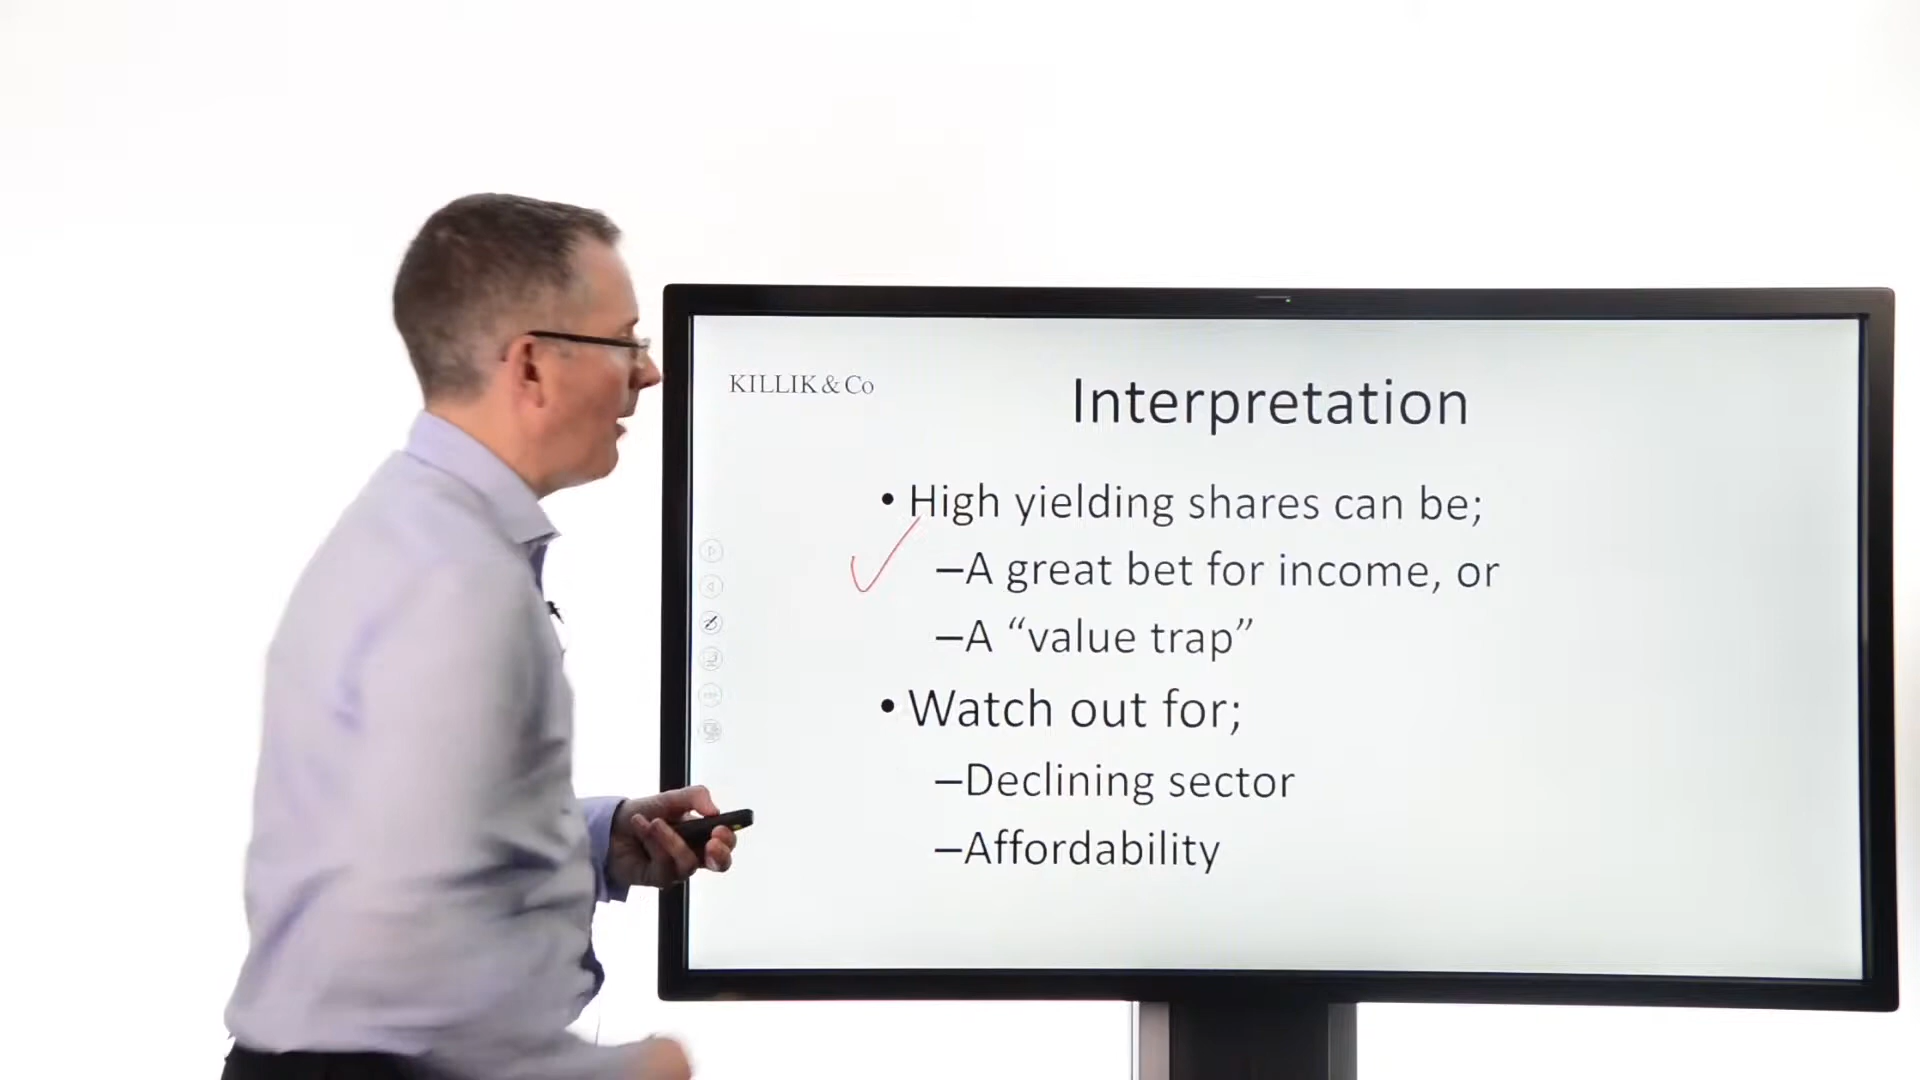 KILLIK & Co
Interpretation
• High yielding shares can be;
–A great bet for income, or
–A “value trap”
• Watch out for;
–Declining sector
–Affordability